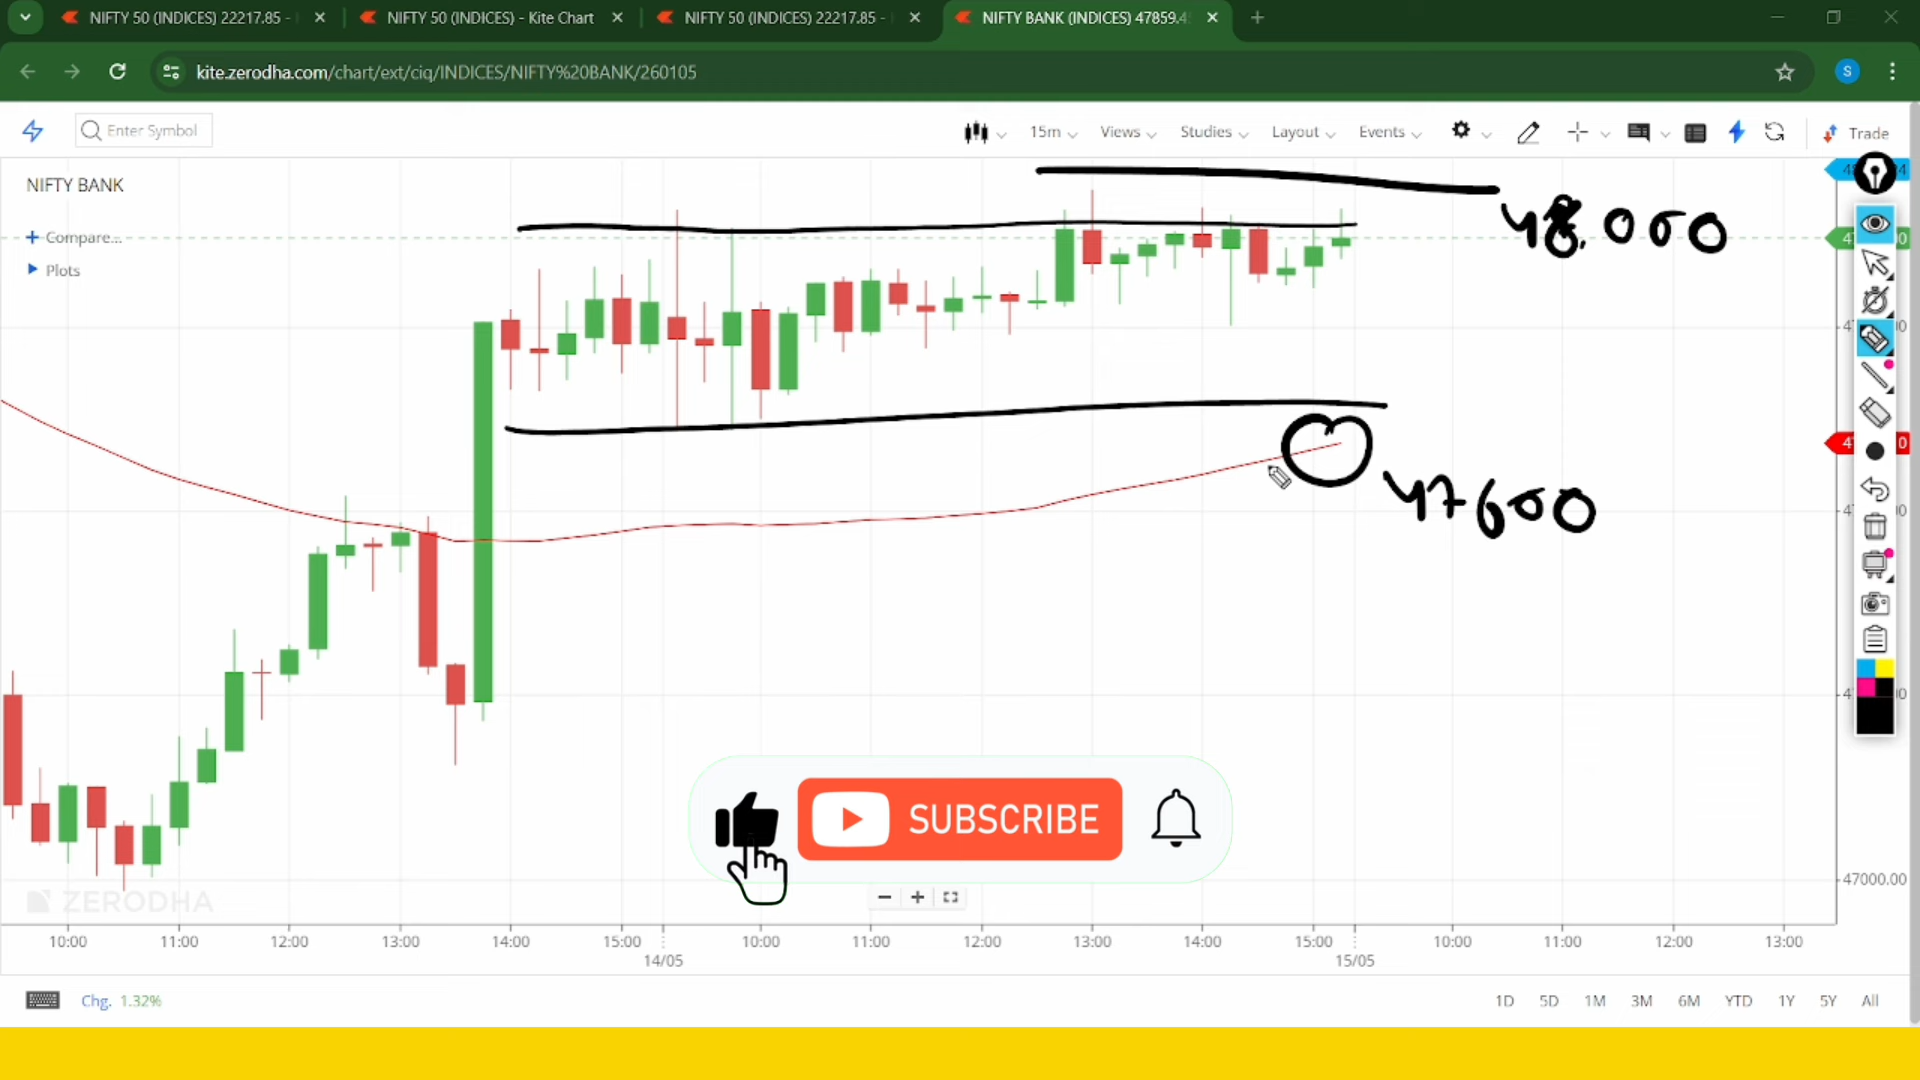 NIFTY 50 (INDICES) 22217.85 -
NIFTY 50 (INDICES) - Kite Chart
NIFTY 50 (INDICES) 22217.85 -
NIFTY BANK (INDICES) 47859.4
kite.zerodha.com/chart/ext/ciq/INDICES/NIFTY%20BANK/260105
S
Enter Symbol
15m
Views
Studies
Layout
Events
Trade
NIFTY BANK
48,000
Compare...
Plots
47600
SUBSCRIBE
47000.00
ZERODHA
10:00 11:00 12:00 13:00 14:00 15:00 10:00 11:00 12:00 13:00 14:00 15:00 10:00 11:00 12:00 13:00
14/05 15/05
Chg. 1.32%
1D 5D 1M 3M 6M YTD 1Y 5Y All